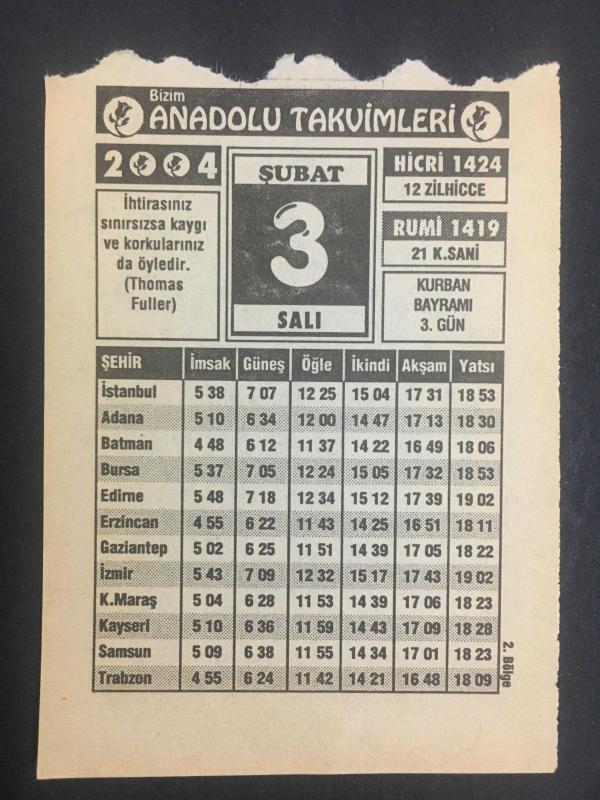 Bizim
ANADOLU TAKVİMLERİ
2004
ŞUBAT
3
SALI
HİCRİ 1424
12 ZİLHİCCE
RUMİ 1419
21 K.SANİ
KURBAN
BAYRAMI
3. GÜN
İhtirasınız
sınırsızsa kaygı
ve korkularınız
da öyledir.
(Thomas
Fuller)
ŞEHİR İmsak Güneş Öğle İkindi Akşam Yatsı
İstanbul 5 38 7 07 12 25 15 04 17 31 18 53
Adana 5 10 6 34 12 00 14 47 17 13 18 30
Batman 4 48 6 12 11 37 14 22 16 49 18 06
Bursa 5 37 7 05 12 24 15 05 17 32 18 53
Edirne 5 48 7 18 12 34 15 12 17 39 19 02
Erzincan 4 55 6 22 11 43 14 25 16 51 18 11
Gaziantep 5 02 6 25 11 51 14 39 17 05 18 22
İzmir 5 43 7 09 12 32 15 17 17 43 19 02
K.Maraş 5 04 6 28 11 53 14 39 17 06 18 23
Kayseri 5 10 6 36 11 59 14 43 17 09 18 28
Samsun 5 09 6 38 11 55 14 34 17 01 18 23
Trabzon 4 55 6 24 11 42 14 21 16 48 18 09
2. Bölge